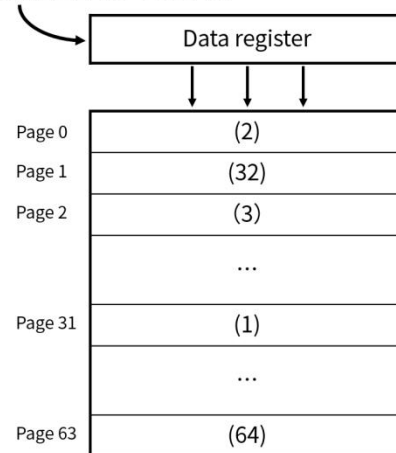 Data register
Page 0 (2)
Page 1 (32)
Page 2 (3)
...
Page 31 (1)
...
Page 63 (64)